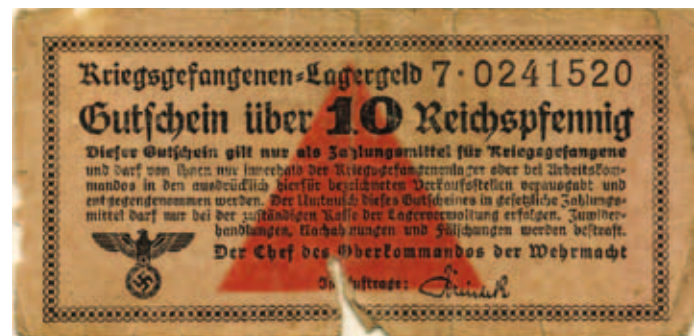 Kriegsgefangenen-Lagergeld 7·0241520
Gutschein über 10 Reichspfennig
Dieser Gutschein gilt nur als Zahlungsmittel für Kriegsgefangene
und darf von ihnen nur innerhalb der Kriegsgefangenenlager oder bei Arbeitskom-
mandos in den ausdrücklich hierfür bezeichneten Verkaufsstellen verausgabt und
entgegengenommen werden. Der Umtausch dieses Gutscheines in gesetzliche Zahlungs-
mittel darf nur bei der zuständigen Kasse der Lagerverwaltung erfolgen. Zuwider-
handlungen, Nachahmungen und Fälschungen werden bestraft.
Der Chef des Oberkommandos der Wehrmacht
Im Auftrage: